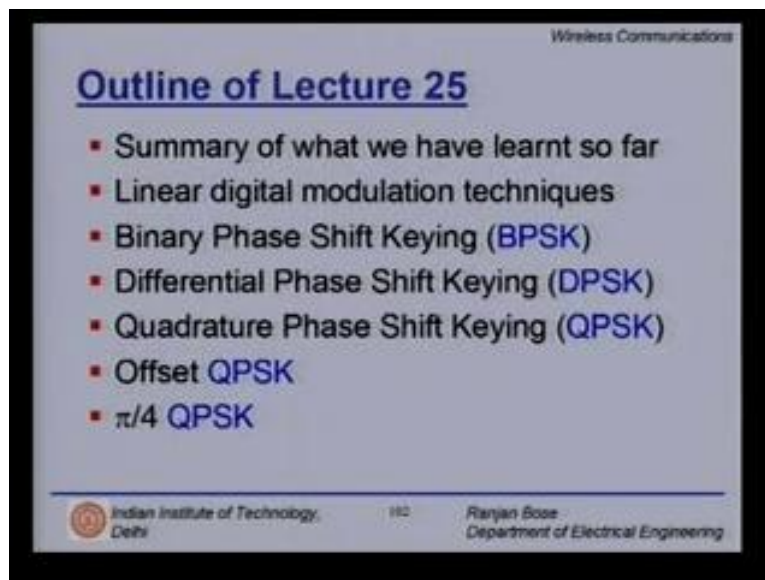 Wireless Communications
Outline of Lecture 25
Summary of what we have learnt so far
Linear digital modulation techniques
Binary Phase Shift Keying (BPSK)
Differential Phase Shift Keying (DPSK)
Quadrature Phase Shift Keying (QPSK)
Offset QPSK
π/4 QPSK
Indian Institute of Technology,
Delhi
Ranjan Bose
Department of Electrical Engineering